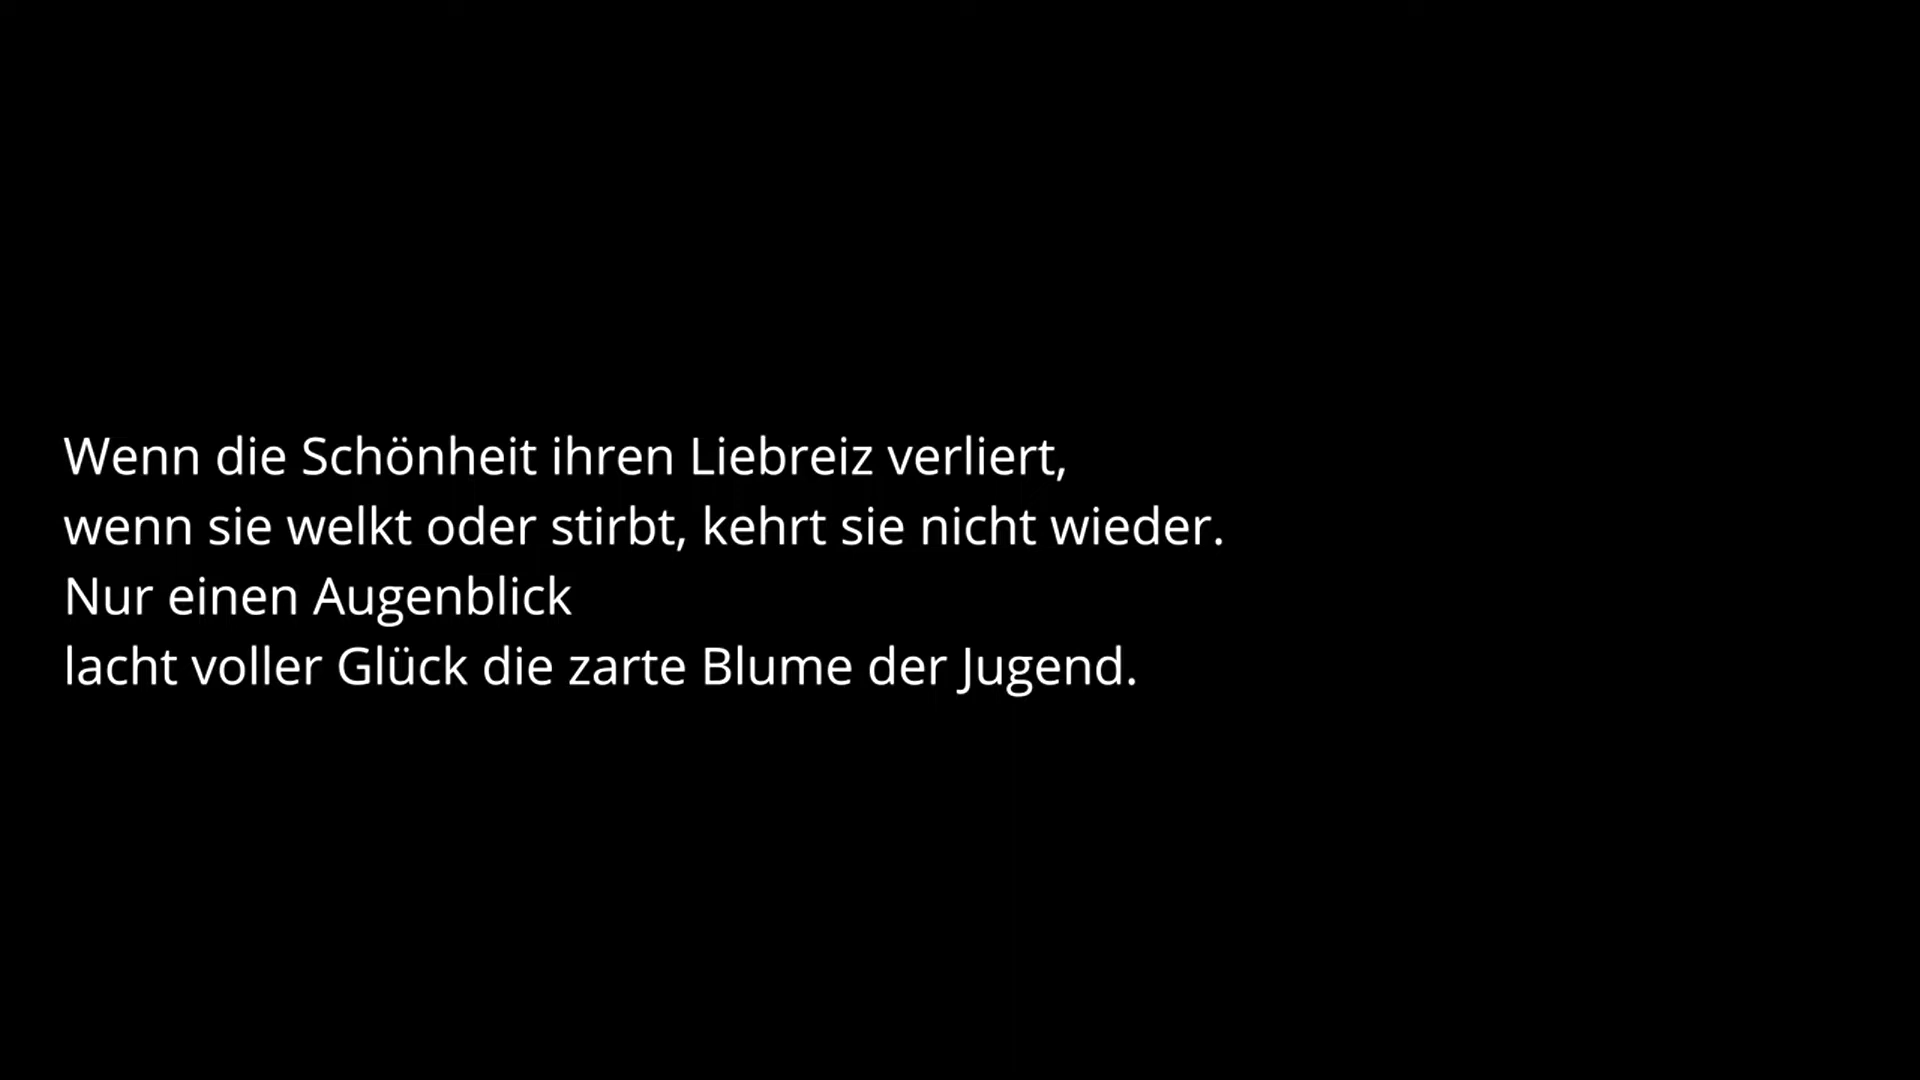 Wenn die Schönheit ihren Liebreiz verliert,
wenn sie welkt oder stirbt, kehrt sie nicht wieder.
Nur einen Augenblick
lacht voller Glück die zarte Blume der Jugend.